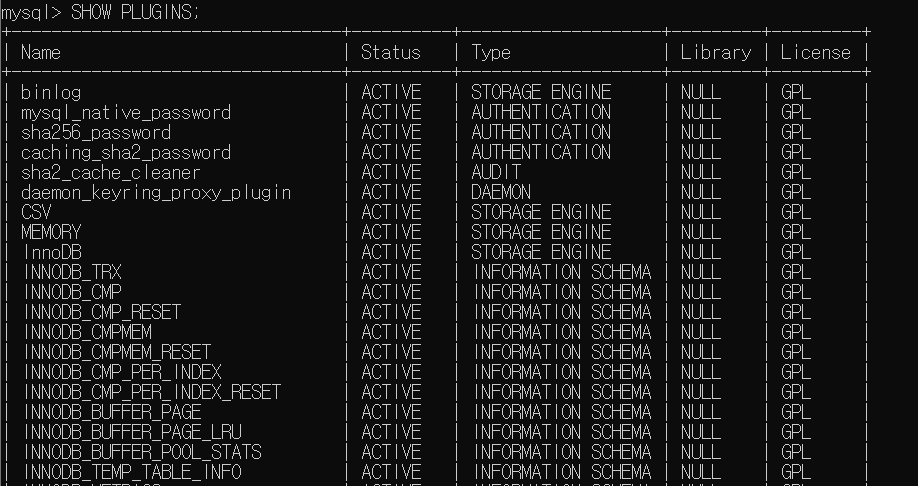 mysql> SHOW PLUGINS;
+---------------------------------+----------+--------------------+---------+---------+
| Name | Status | Type | Library | License |
+---------------------------------+----------+--------------------+---------+---------+
| binlog | ACTIVE | STORAGE ENGINE | NULL | GPL |
| mysql_native_password | ACTIVE | AUTHENTICATION | NULL | GPL |
| sha256_password | ACTIVE | AUTHENTICATION | NULL | GPL |
| caching_sha2_password | ACTIVE | AUTHENTICATION | NULL | GPL |
| sha2_cache_cleaner | ACTIVE | AUDIT | NULL | GPL |
| daemon_keyring_proxy_plugin | ACTIVE | DAEMON | NULL | GPL |
| CSV | ACTIVE | STORAGE ENGINE | NULL | GPL |
| MEMORY | ACTIVE | STORAGE ENGINE | NULL | GPL |
| InnoDB | ACTIVE | STORAGE ENGINE | NULL | GPL |
| INNODB_TRX | ACTIVE | INFORMATION SCHEMA | NULL | GPL |
| INNODB_CMP | ACTIVE | INFORMATION SCHEMA | NULL | GPL |
| INNODB_CMP_RESET | ACTIVE | INFORMATION SCHEMA | NULL | GPL |
| INNODB_CMPMEM | ACTIVE | INFORMATION SCHEMA | NULL | GPL |
| INNODB_CMPMEM_RESET | ACTIVE | INFORMATION SCHEMA | NULL | GPL |
| INNODB_CMP_PER_INDEX | ACTIVE | INFORMATION SCHEMA | NULL | GPL |
| INNODB_CMP_PER_INDEX_RESET | ACTIVE | INFORMATION SCHEMA | NULL | GPL |
| INNODB_BUFFER_PAGE | ACTIVE | INFORMATION SCHEMA | NULL | GPL |
| INNODB_BUFFER_PAGE_LRU | ACTIVE | INFORMATION SCHEMA | NULL | GPL |
| INNODB_BUFFER_POOL_STATS | ACTIVE | INFORMATION SCHEMA | NULL | GPL |
| INNODB_TEMP_TABLE_INFO | ACTIVE | INFORMATION SCHEMA | NULL | GPL |